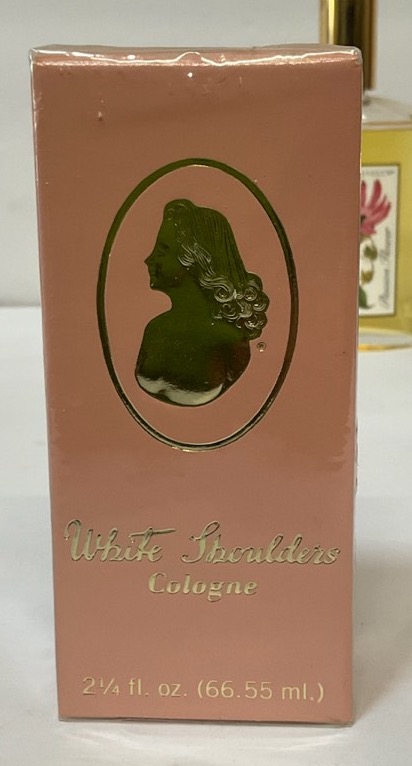 White Shoulders
®
Cologne
2¼ fl. oz. (66.55 ml.)